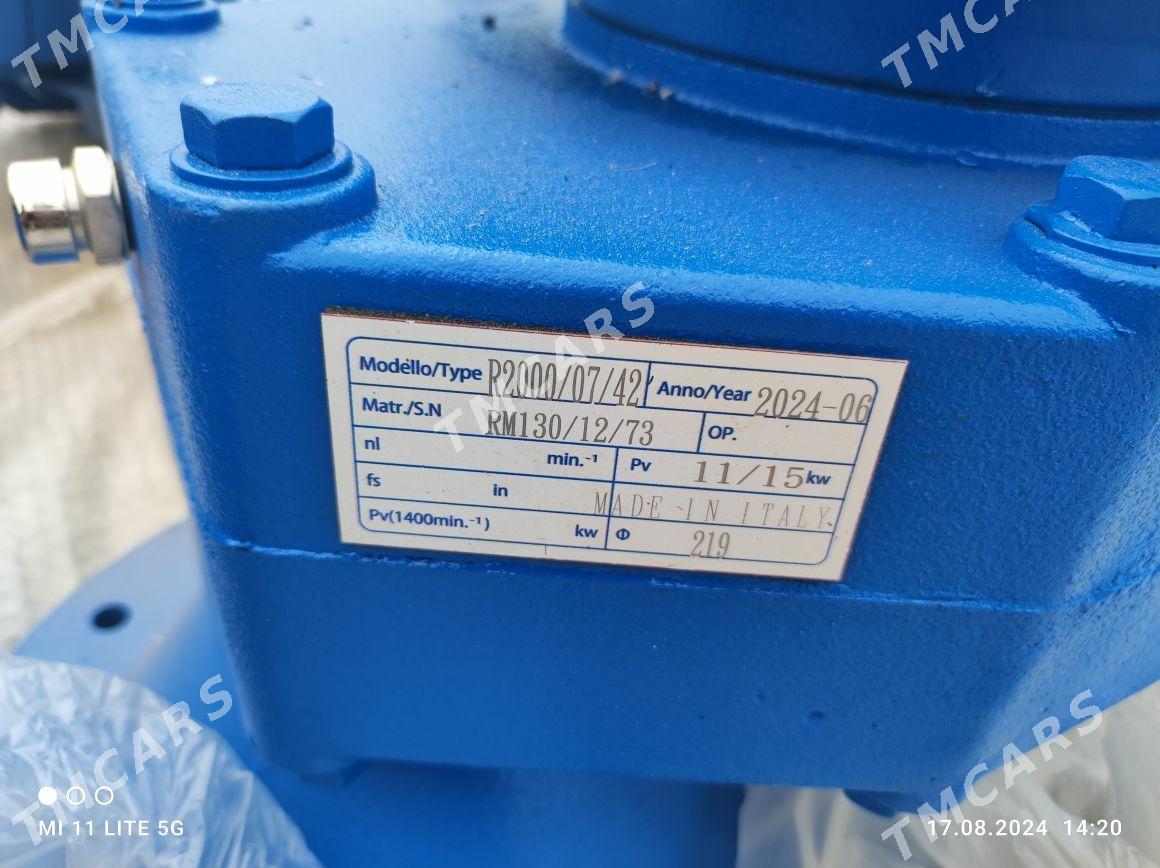 TMCARS
TMCARS
Modello/Type P2000/07/42 Anno/Year 2024-06
Matr./S.N RM130/12/73 OP.
nl min.⁻¹ Pv 11/15 kw
fs in MADE IN ITALY
Pv(1400min.⁻¹) kw Φ 219
TMCARS
TMCARS
TMCARS
MI 11 LITE 5G
17.08.2024 14:20